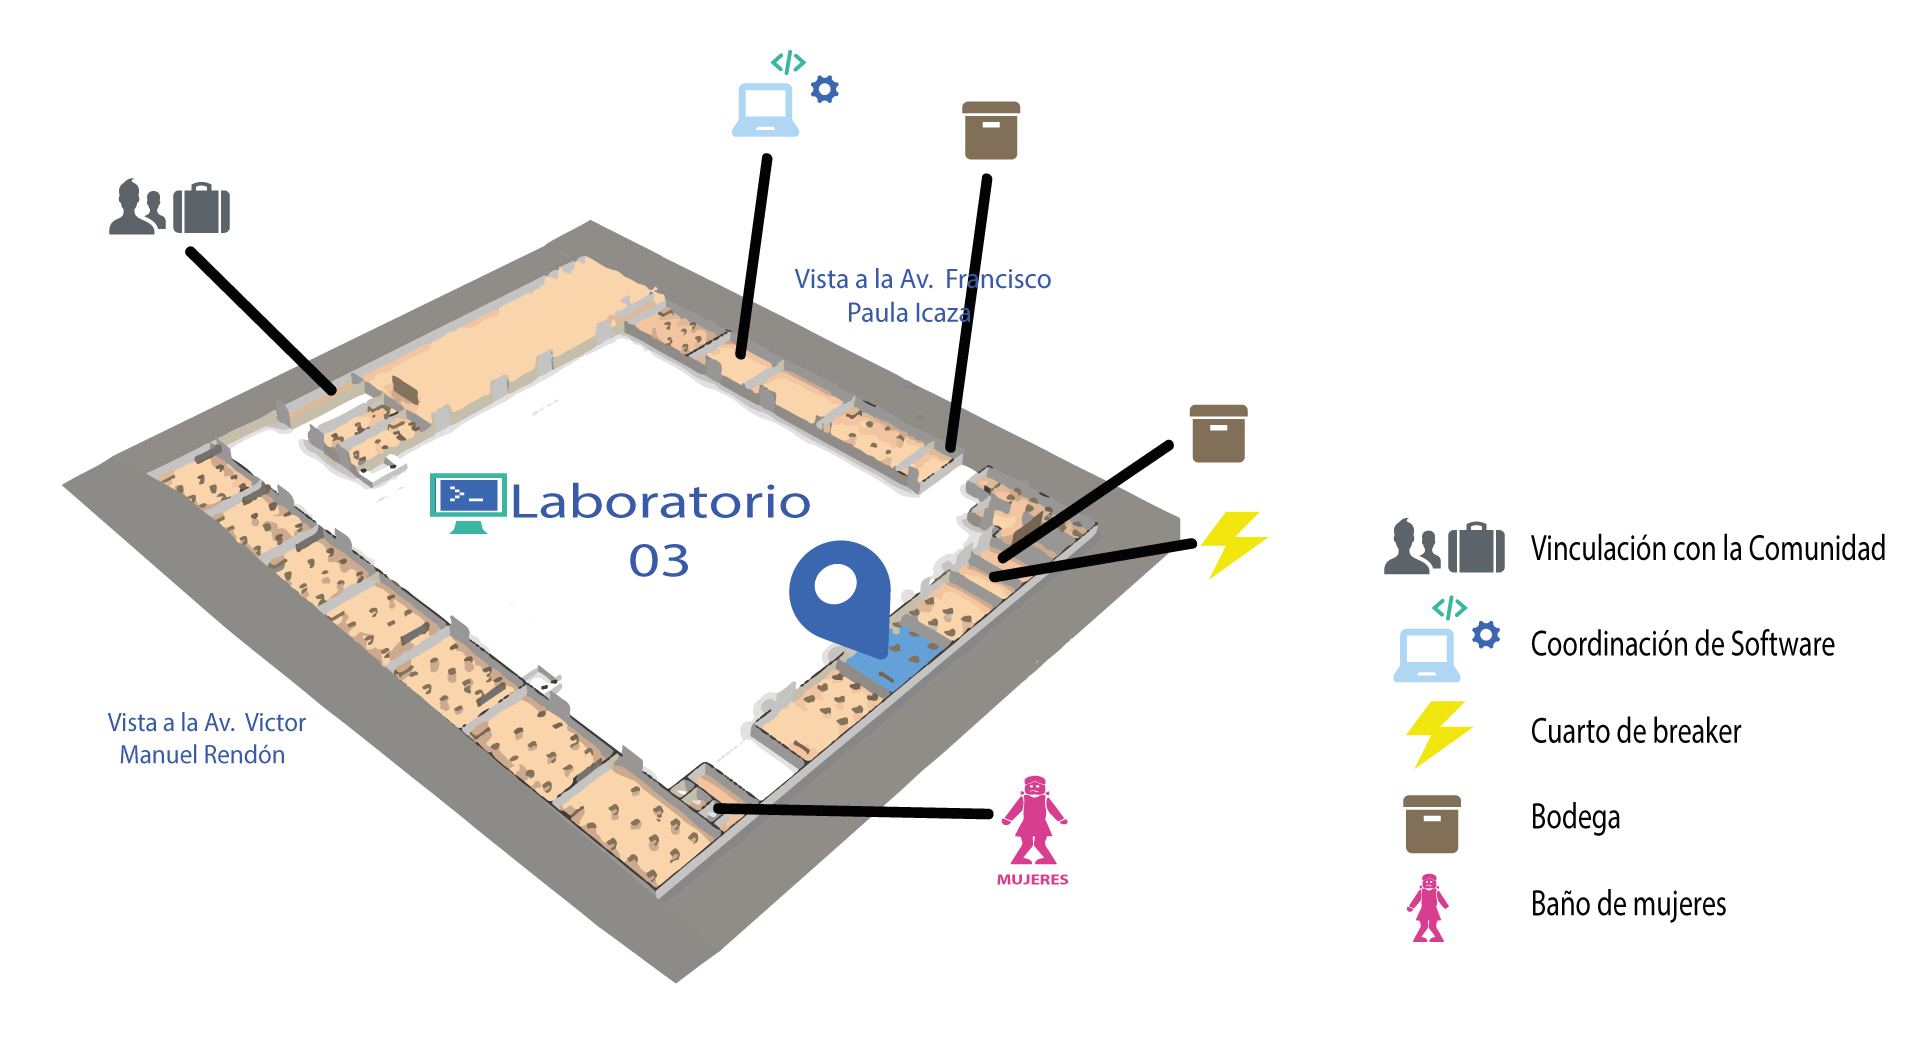 Vista a la Av.  Francisco
Paula Icaza
Laboratorio
03
Vista a la Av.  Victor
Manuel Rendón
MUJERES
Vinculación con la Comunidad
Coordinación de Software
Cuarto de breaker
Bodega
Baño de mujeres